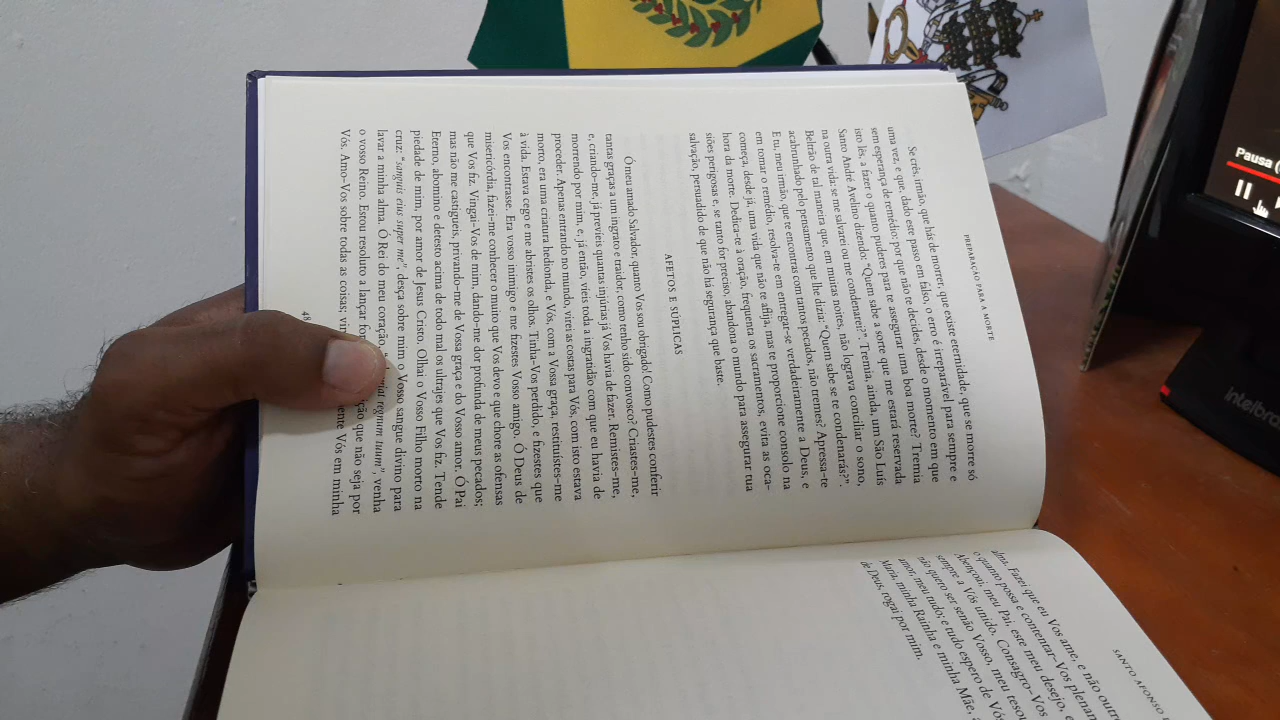 PREPARAÇÃO PARA A MORTE
Se crês, irmão, que hás de morrer, que existe eternidade, que se morre só
uma vez, e que, dado este passo em falso, o erro é irreparável para sempre e
sem esperança de remédio: por que não te decides, desde o momento em que
isto lês, a fazer o quanto puderes para te assegurar uma boa morte? Tremia
Santo André Avelino dizendo: “Quem sabe a sorte que me estará reservada
na outra vida: se me salvarei ou me condenarei?”. Tremia, ainda, um São Luís
Beltrão de tal maneira que, em muitas noites, não lograva conciliar o sono,
acabrunhado pelo pensamento que lhe dizia: “Quem sabe se te condenarás?”.
E tu, meu irmão, que te encontras com tantos pecados, não tremes? Apressa-te
em tomar o remédio, resolva-te em entregar-se verdadeiramente a Deus, e
começa, desde já, uma vida que não te aflija, mas te proporcione consolo na
hora da morte. Dedica-te à oração, frequenta os sacramentos, evita as oca-
siões perigosas e, se tanto for preciso, abandona o mundo para assegurar tua
salvação, persuadido de que não há segurança que baste.
AFETOS E SÚPLICAS
Ó meu amado Salvador, quanto Vos sou obrigado! Como pudestes conferir
tantas graças a um ingrato e traidor, como tenho sido convosco? Criastes-me,
e, criando-me, já prevíeis quantas injúrias já Vos havia de fazer. Remistes-me,
morrendo por mim, e, já então, víeis toda a ingratidão com que eu havia de
proceder. Apenas entrando no mundo, virei as costas para Vós, com isto estava
morto, era uma criatura hedionda, e Vós, com a Vossa graça, restituístes-me
à vida. Estava cego e me abristes os olhos. Tinha-Vos perdido, e fizestes que
Vos encontrasse. Era vosso inimigo e me fizestes Vosso amigo. Ó Deus de
misericórdia, fizei-me conhecer o muito que Vos devo e que chore as ofensas
que Vos fiz. Vingai-Vos de mim, dando-me dor profunda de meus pecados;
mas não me castigueis, privando-me de Vossa graça e do Vosso amor. Ó Pai
Eterno, abomino e detesto acima de todo mal os ultrajes que Vos fiz. Tende
piedade de mim, por amor de Jesus Cristo. Olhai o Vosso Filho morto na
cruz: “sanguis eius super me”, desça sobre mim o Vosso sangue divino para
lavar a minha alma. Ó Rei do meu coração, regnum tuum”, venha
o vosso Reino. Estou resoluto a lançar que não seja por
Vós. Amo-Vos sobre todas as coisas; Vós em minha
48
SANTO AFONSO
alma. Fazei que eu Vos ame, e não outro
o quanto possa e contentar-Vos
Abençoai, meu Pai, este meu desejo, e
sempre a Vós unido. Consagro-Vos
quero ser senão Vosso, meu
amor, meu tudo; e tudo espero de
Maria, minha Rainha e minha Mãe,
de Deus, rogai por mim.
Pausa
intelbras